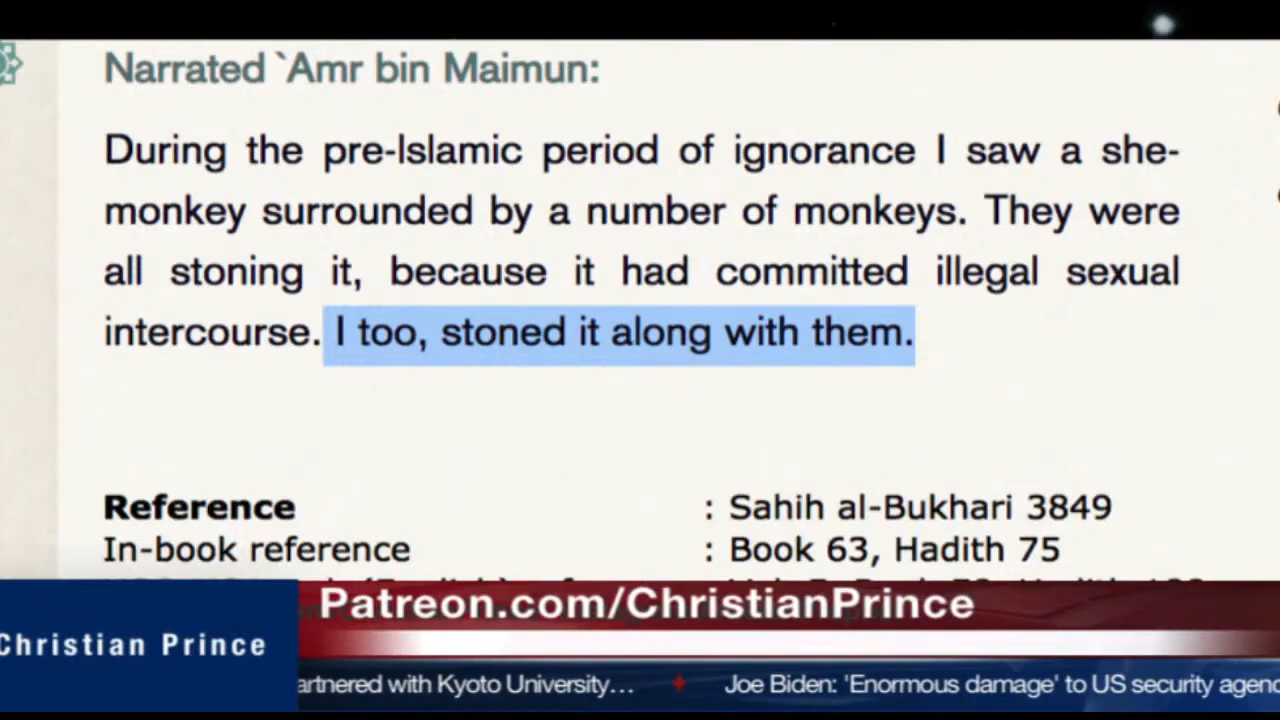 Narrated `Amr bin Maimun:
During the pre-Islamic period of ignorance I saw a she-
monkey surrounded by a number of monkeys. They were
all stoning it, because it had committed illegal sexual
intercourse. I too, stoned it along with them.
Reference : Sahih al-Bukhari 3849
In-book reference : Book 63, Hadith 75
Patreon.com/ChristianPrince
Christian Prince
artnered with Kyoto University… Joe Biden: 'Enormous damage' to US security agenc